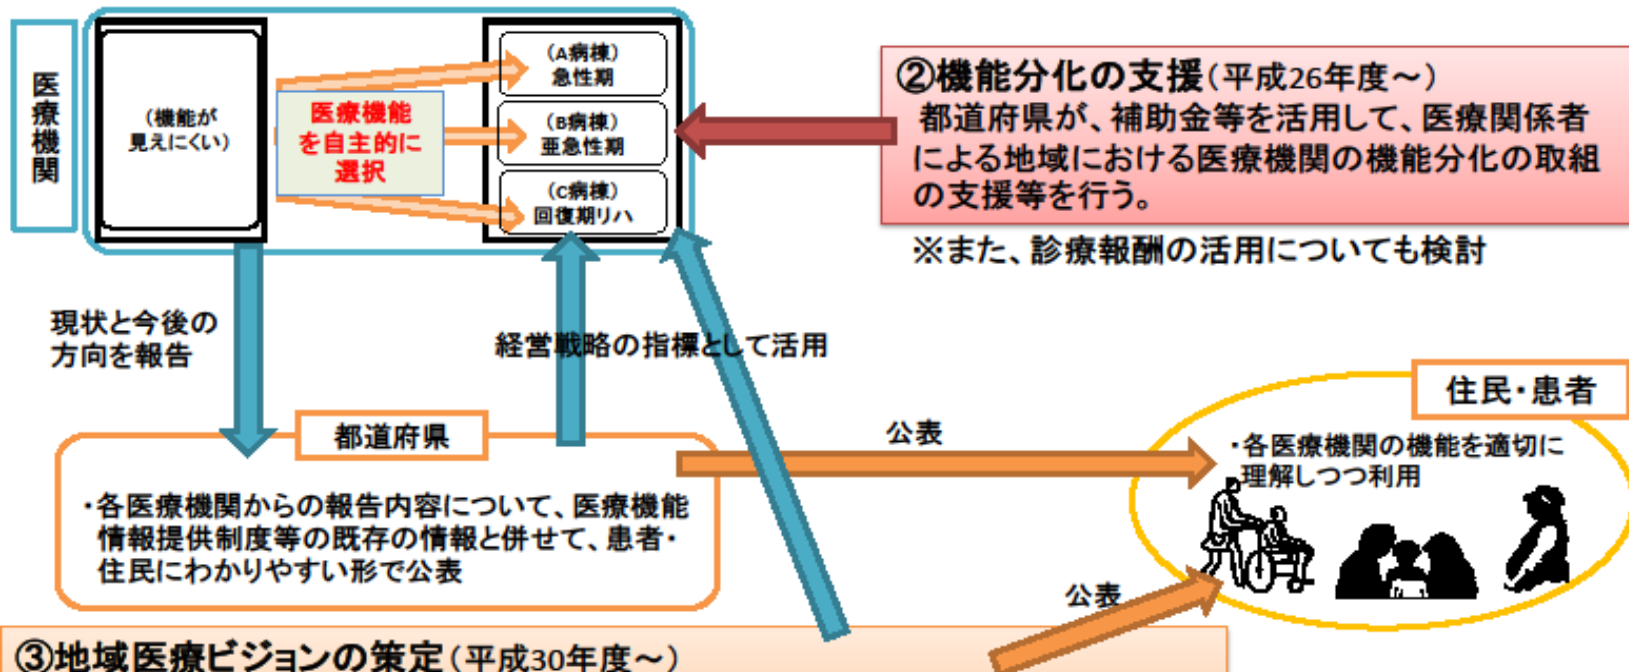 医療機関
(機能が
見えにくい)
医療機能
を自主的に
選択
(A病棟)
急性期
(B病棟)
亜急性期
(C病棟)
回復期リハ
②機能分化の支援(平成26年度~)
都道府県が、補助金等を活用して、医療関係者
による地域における医療機関の機能分化の取組
の支援等を行う。
※また、診療報酬の活用についても検討
現状と今後の
方向を報告
経営戦略の指標として活用
都道府県
・各医療機関からの報告内容について、医療機能
情報提供制度等の既存の情報と併せて、患者・
住民にわかりやすい形で公表
公表
住民・患者
・各医療機関の機能を適切に
理解しつつ利用
公表
③地域医療ビジョンの策定(平成30年度~)